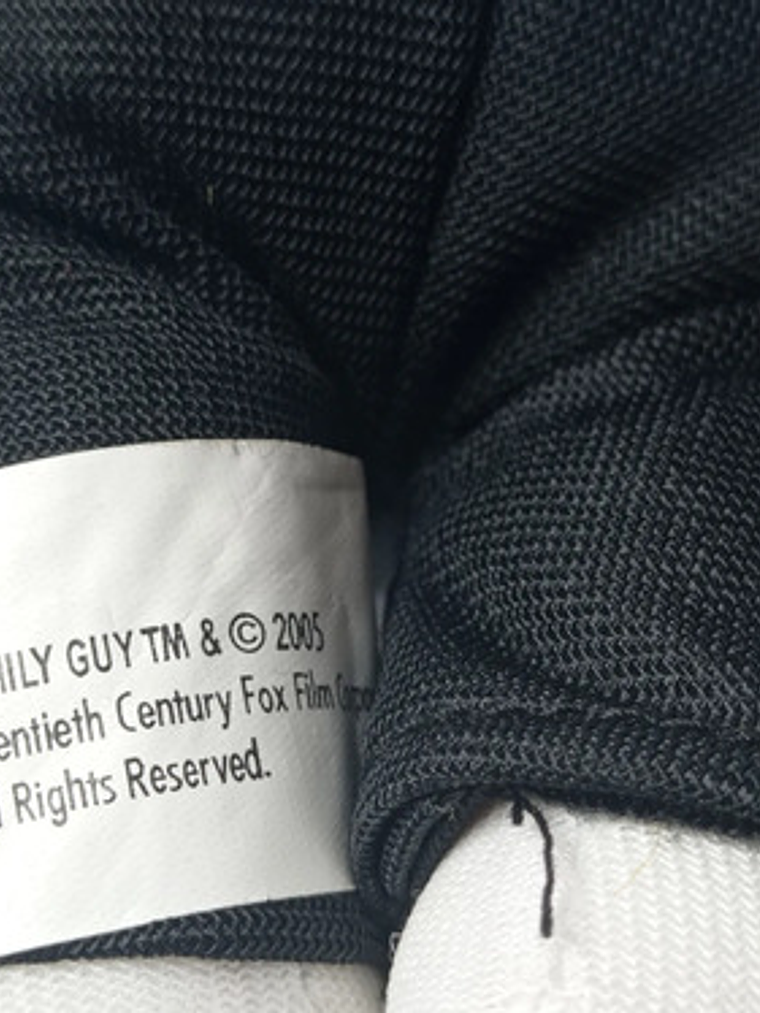 ILY GUY TM & © 2005
entieth Century Fox Film
Rights Reserved.